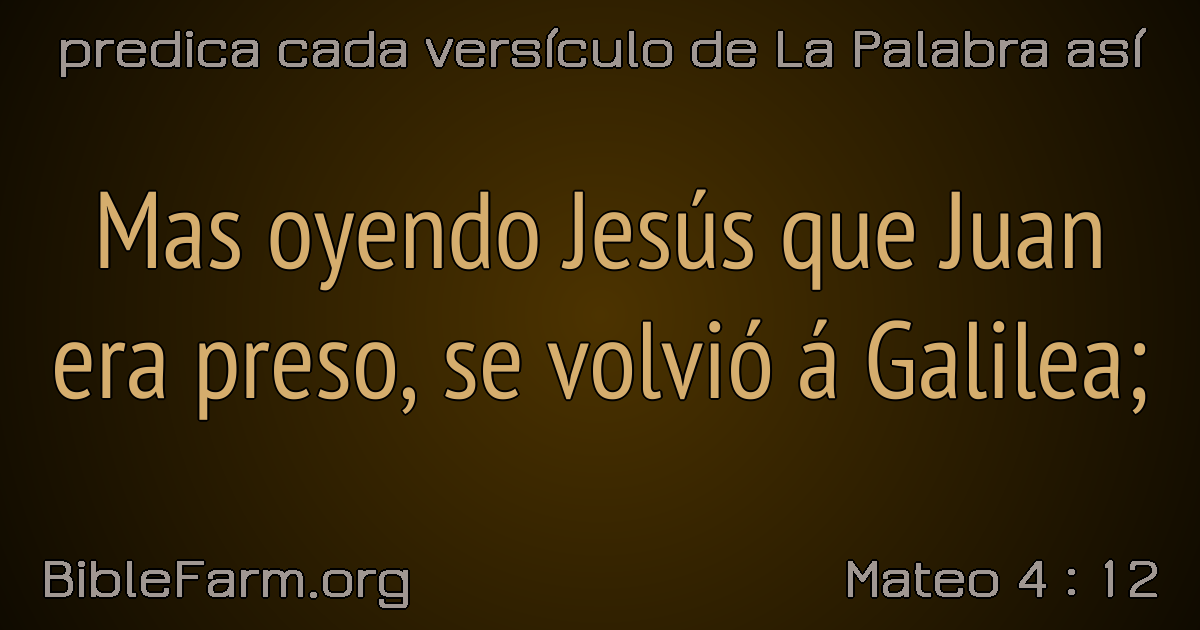 predica cada versículo de La Palabra así
Mas oyendo Jesús que Juan
era preso, se volvió á Galilea;
BibleFarm.org
Mateo 4 : 12